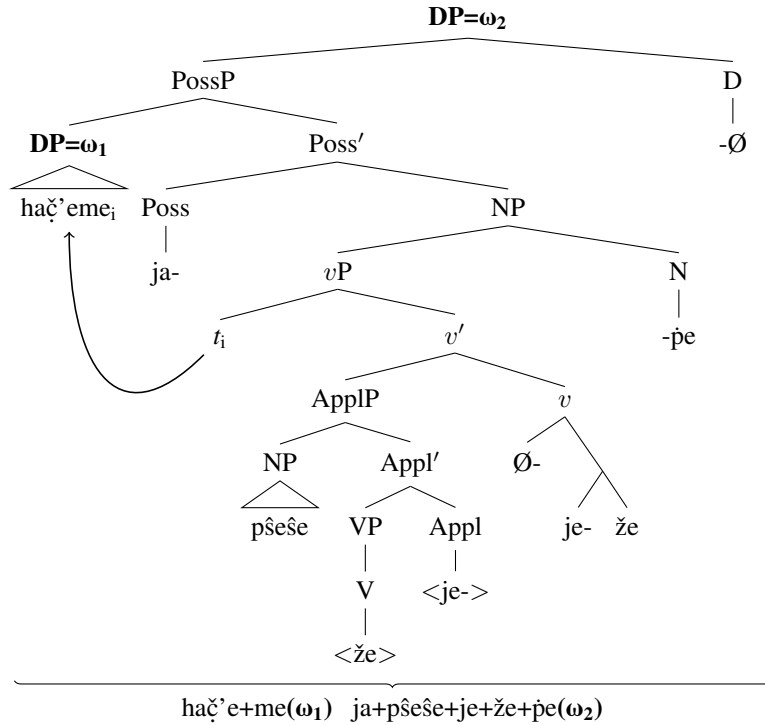 DP=ω₂
PossP D
DP=ω₁ Poss′ -Ø
hač̣’emeᵢ Poss NP
ja- vP N
tᵢ v′ -ṗe
ApplP v
NP Appl′ Ø-
pŝeŝe VP Appl je- že
V <je->
<že>
hač̣’e+me(ω₁) ja+pŝeŝe+je+že+ṗe(ω₂)